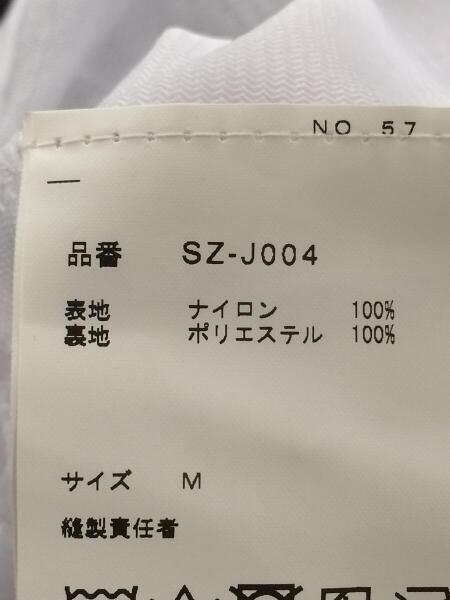 NO 57
品番 SZ-J004
表地 ナイロン 100%
裏地 ポリエステル 100%
サイズ M
縫製責任者